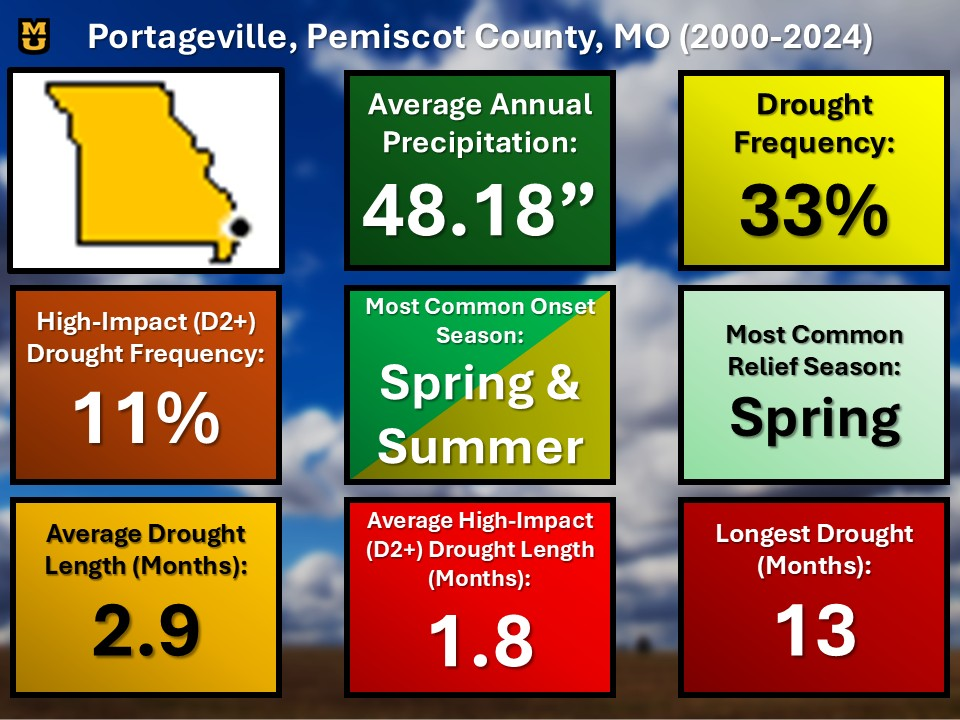 MU
Portageville, Pemiscot County, MO (2000-2024)
Average Annual
Precipitation:
48.18”
Drought
Frequency:
33%
High-Impact (D2+)
Drought Frequency:
11%
Most Common Onset
Season:
Spring &
Summer
Most Common
Relief Season:
Spring
Average Drought
Length (Months):
2.9
Average High-Impact
(D2+) Drought Length
(Months):
1.8
Longest Drought
(Months):
13